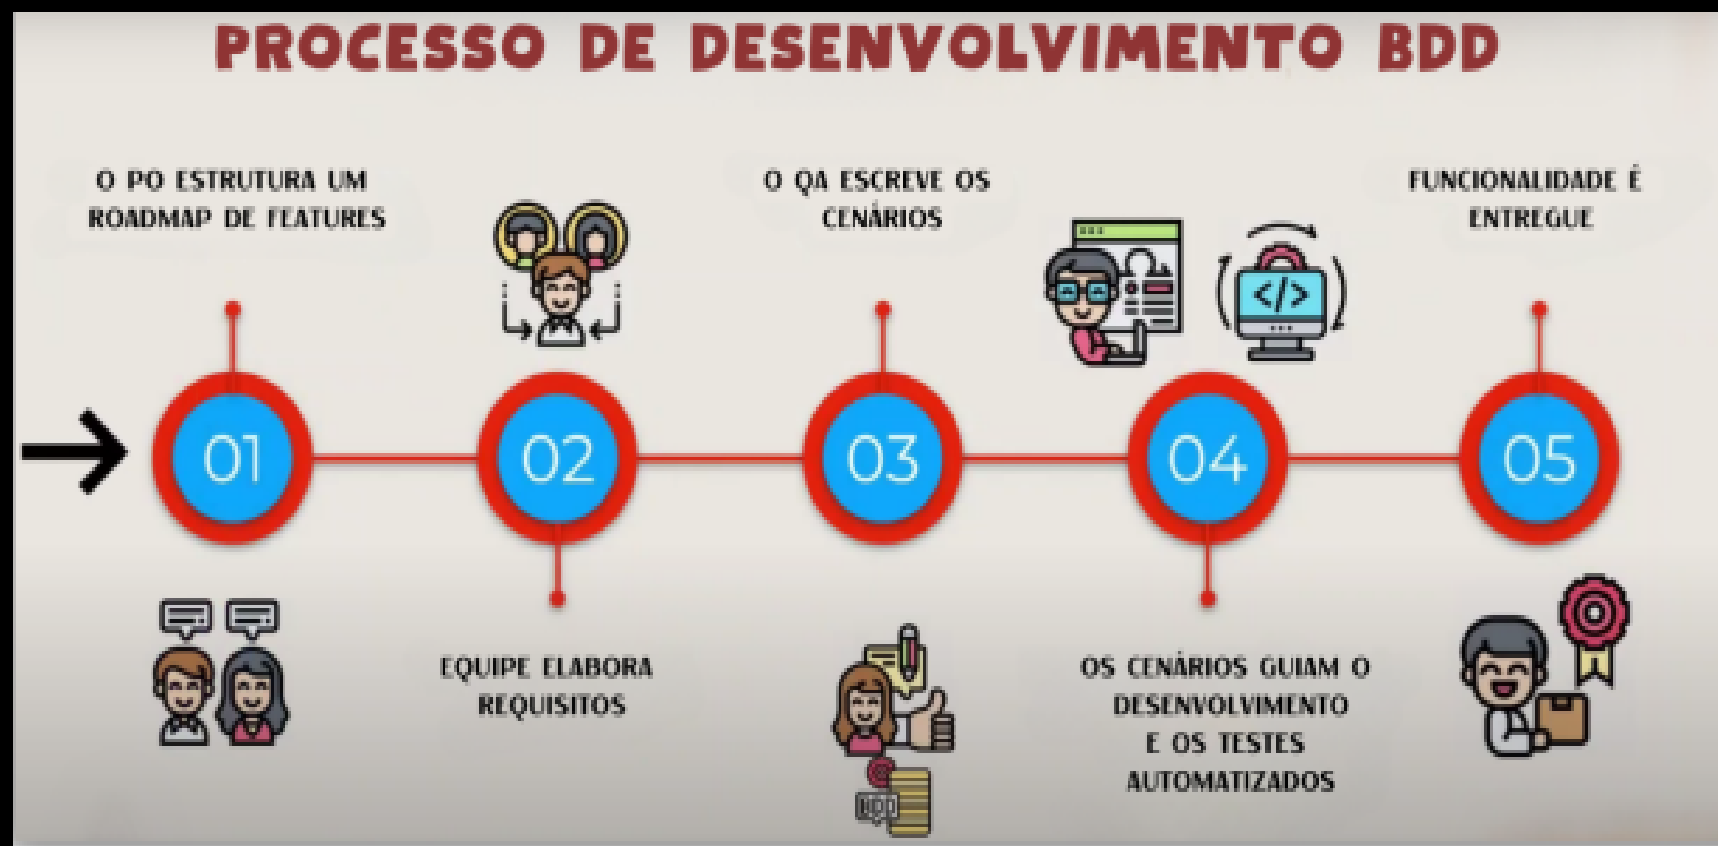 PROCESSO DE DESENVOLVIMENTO BDD
O PO ESTRUTURA UM
ROADMAP DE FEATURES
O QA ESCREVE OS
CENÁRIOS
FUNCIONALIDADE É
ENTREGUE
</>
01
02
03
04
05
EQUIPE ELABORA
REQUISITOS
OS CENÁRIOS GUIAM O
DESENVOLVIMENTO
E OS TESTES
AUTOMATIZADOS
BDD